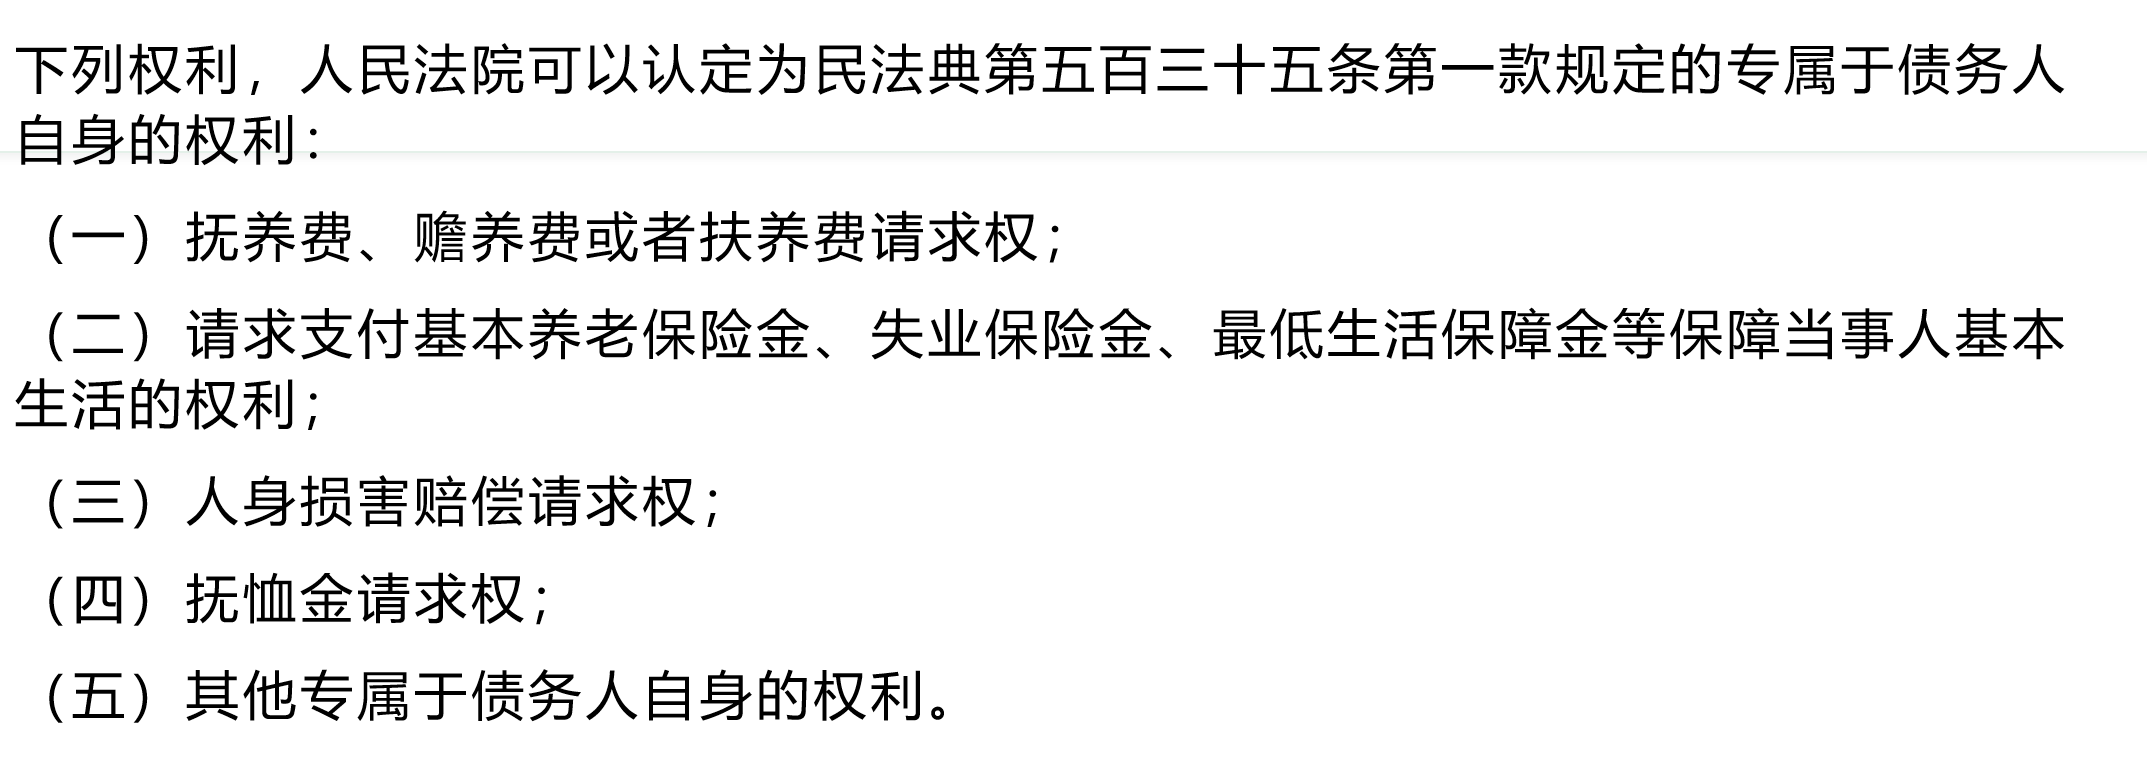 下列权利，人民法院可以认定为民法典第五百三十五条第一款规定的专属于债务人
自身的权利：
（一）抚养费、赡养费或者扶养费请求权；
（二）请求支付基本养老保险金、失业保险金、最低生活保障金等保障当事人基本
生活的权利；
（三）人身损害赔偿请求权；
（四）抚恤金请求权；
（五）其他专属于债务人自身的权利。